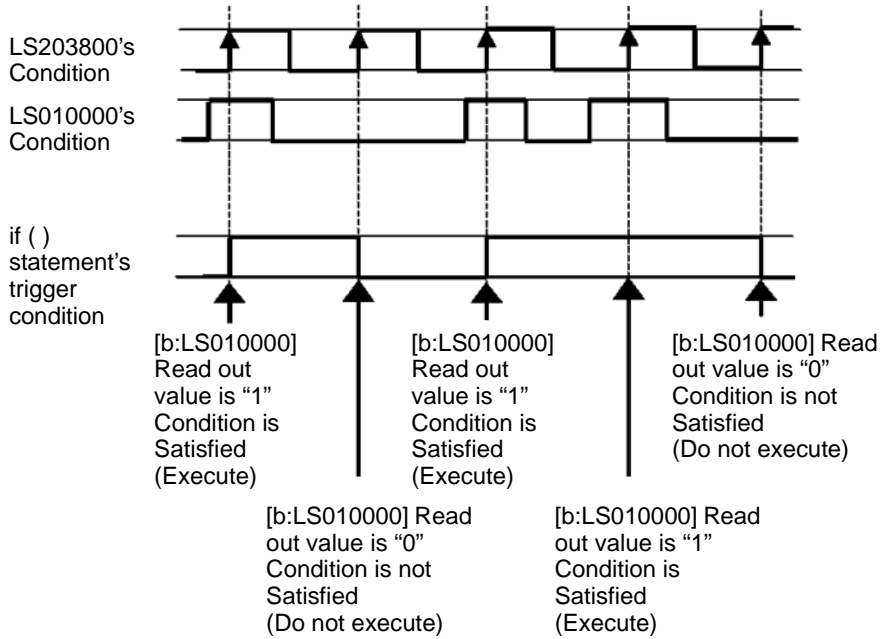 LS203800’s
Condition
LS010000’s
Condition
if ( )
statement’s
trigger
condition
[b:LS010000]
Read out
value is “1”
Condition is
Satisfied
(Execute)
[b:LS010000]
Read out
value is “1”
Condition is
Satisfied
(Execute)
[b:LS010000] Read
out value is “0”
Condition is not
Satisfied
(Do not execute)
[b:LS010000] Read
out value is “0”
Condition is not
Satisfied
(Do not execute)
[b:LS010000] Read
out value is “1”
Condition is
Satisfied
(Execute)